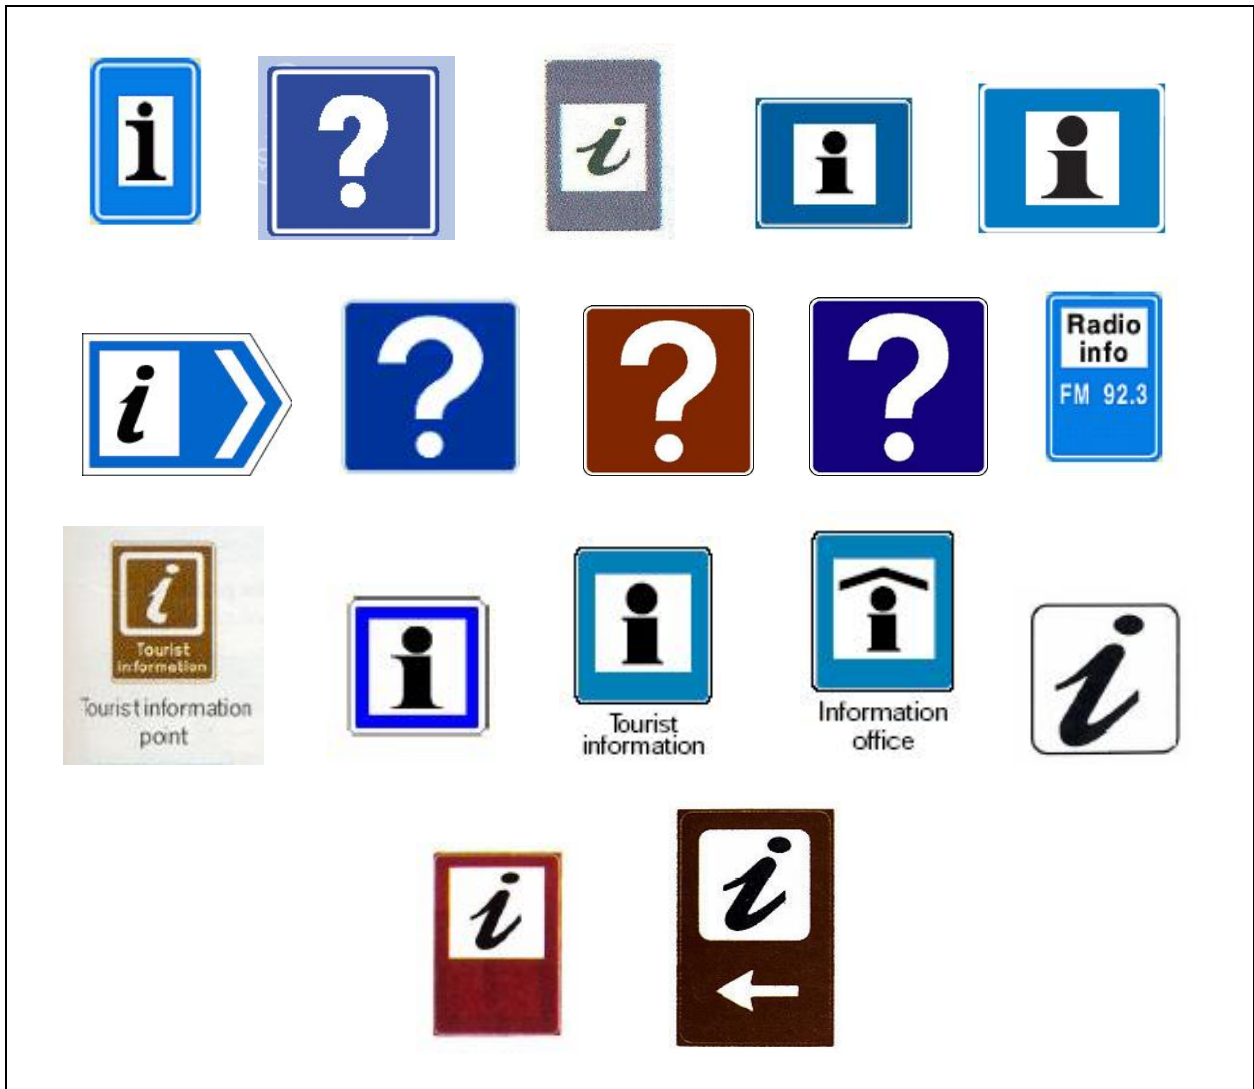 i
?
i
i
i
i
?
?
?
Radio
info
FM 92.3
i
Tourist
information
Tourist information
point
i
i
Tourist
information
i
Information
office
i
i
i